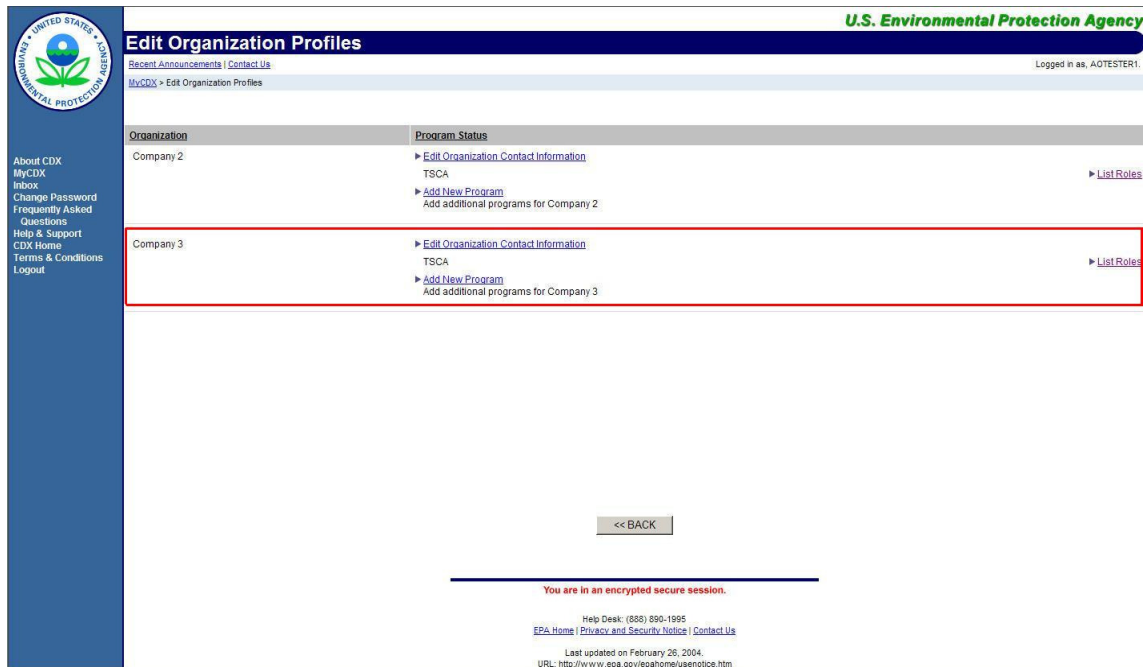 UNITED STATES
ENVIRONMENTAL PROTECTION AGENCY
U.S. Environmental Protection Agency
Edit Organization Profiles
Recent Announcements | Contact Us
Logged in as, AOTESTER1.
MyCDX > Edit Organization Profiles
Organization
Program Status
Company 2
Edit Organization Contact Information
TSCA
List Roles
Add New Program
Add additional programs for Company 2
Company 3
Edit Organization Contact Information
TSCA
List Roles
Add New Program
Add additional programs for Company 3
About CDX
MyCDX
Inbox
Change Password
Frequently Asked
Questions
Help & Support
CDX Home
Terms & Conditions
Logout
<< BACK
You are in an encrypted secure session.
Help Desk: (888) 890-1995
EPA Home | Privacy and Security Notice | Contact Us
Last updated on February 26, 2004.
URL: http://www.epa.gov/epahome/usenotice.htm